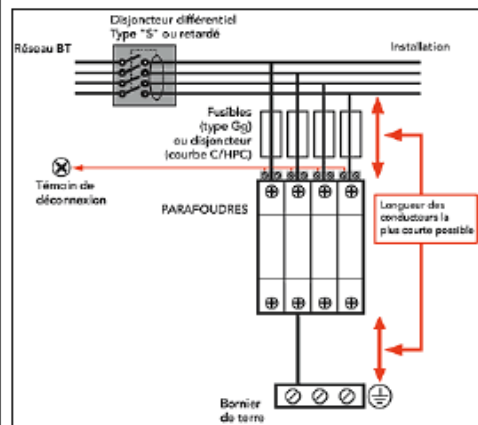 Disjoncteur différentiel
Type "S" ou retardé
Réseau BT
Installation
Fusibles
(type Gg)
ou disjoncteur
(courbe C/HPC)
Témoin de
déconnexion
PARAFOUDRES
Longueur des
conducteurs la
plus courte possible
Bornier
de terre